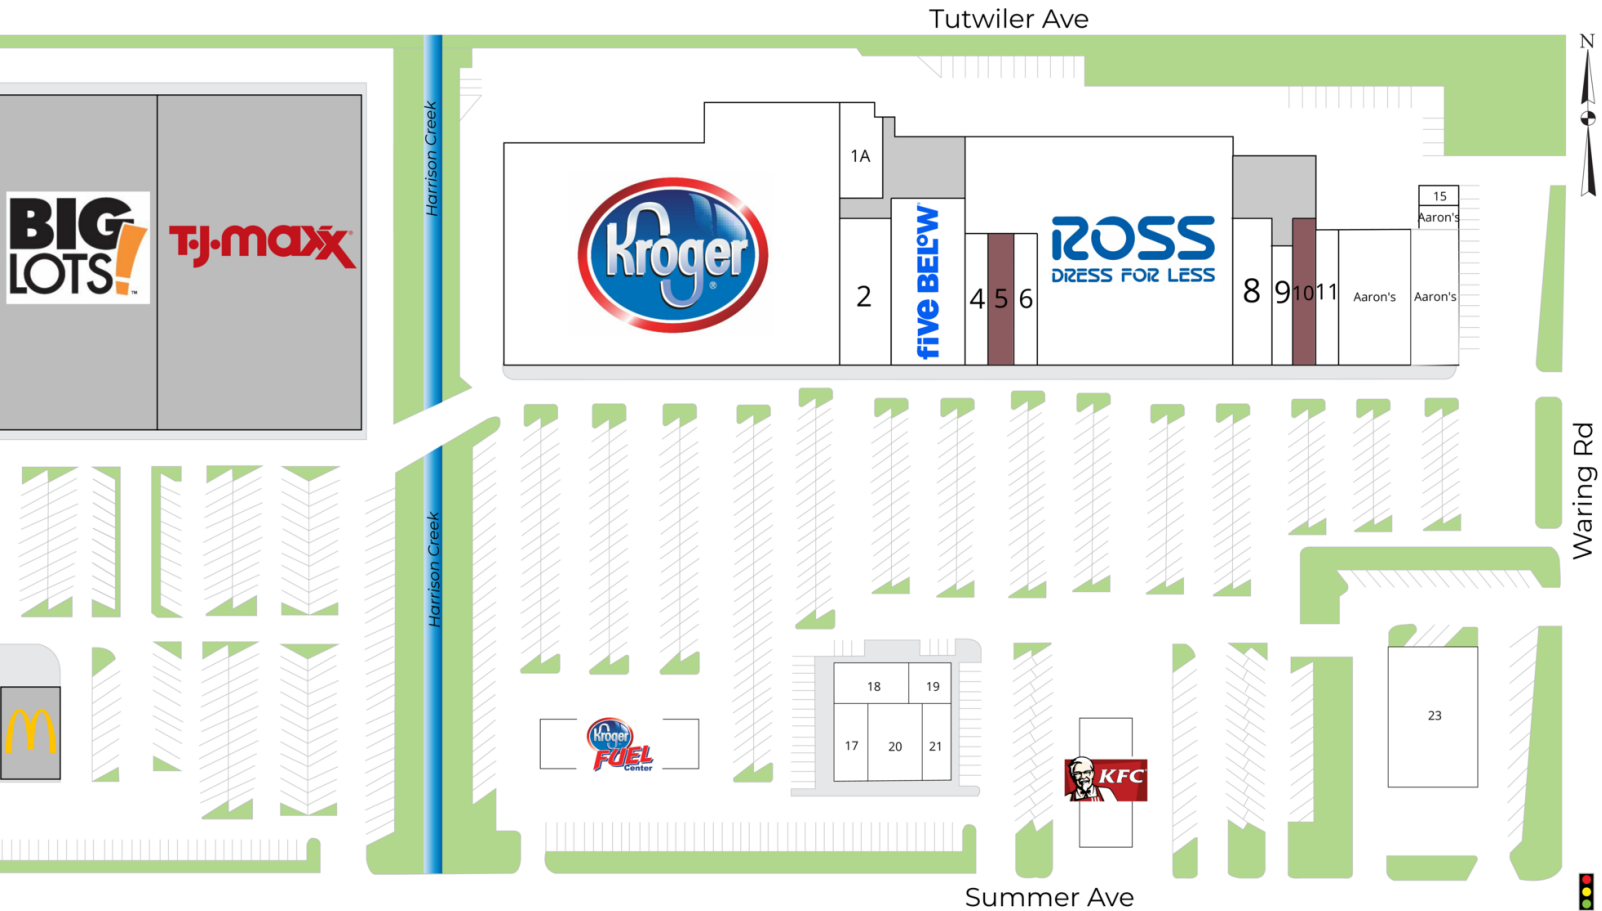 Tutwiler Ave
N
Harrison Creek
1A
15
Aaron's
BIG
LOTS!
™
T·J·maxx
Kroger
®
2
five BELOW
4
5
6
ROSS
DRESS FOR LESS
8
9
10
11
Aaron's
Aaron's
Waring Rd
Harrison Creek
18
19
17
20
21
23
Kroger
FUEL
Center
KFC
Summer Ave